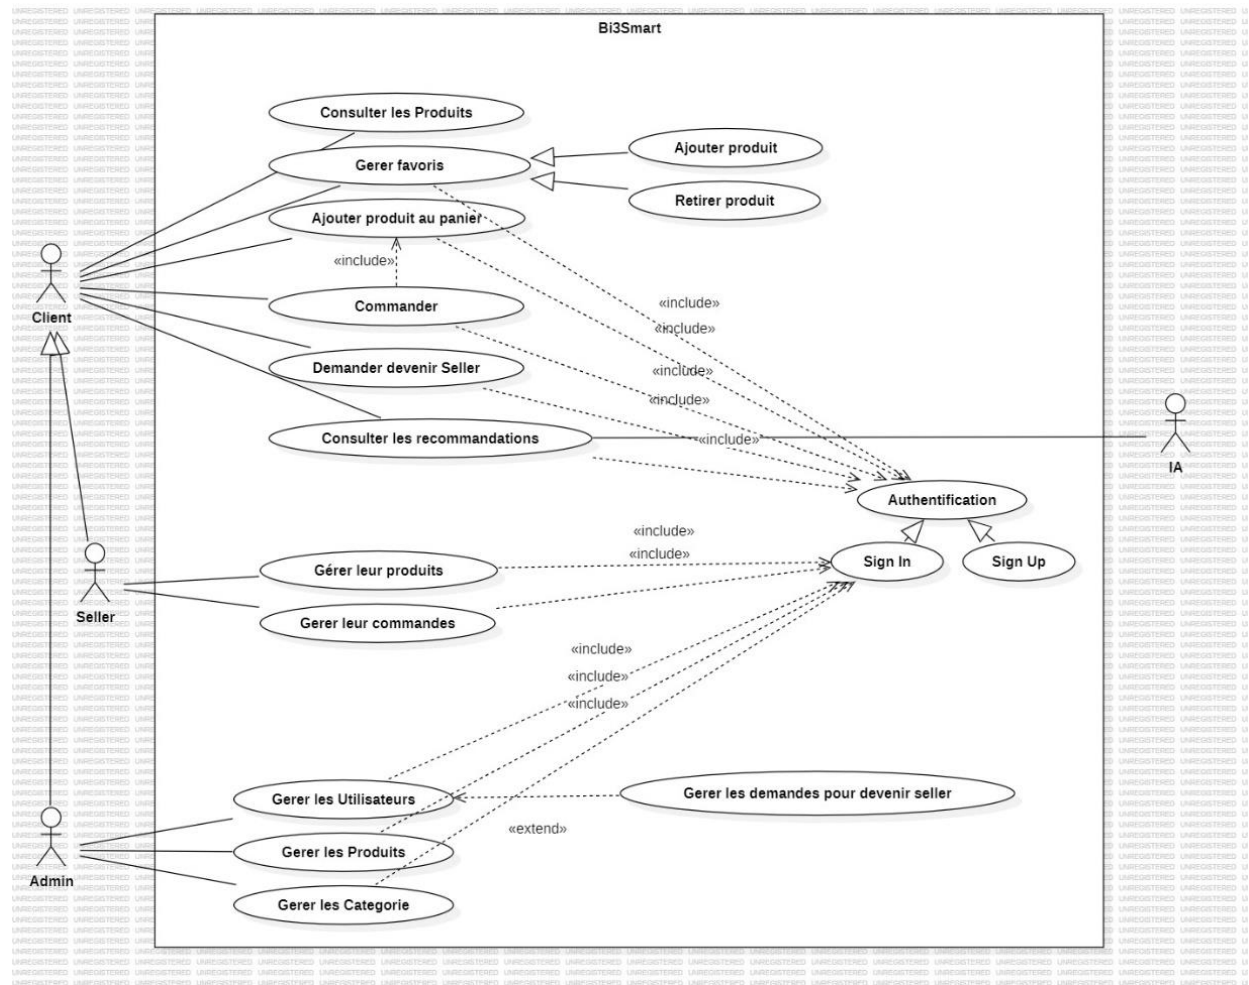 Bi3Smart
Consulter les Produits
Gerer favoris
Ajouter produit
Retirer produit
Ajouter produit au panier
«include»
Commander
«include»
«include»
Client
Demander devenir Seller
«include»
«include»
Consulter les recommandations
«include»
IA
Authentification
Sign In
Sign Up
«include»
«include»
Gérer leur produits
Gerer leur commandes
Seller
«include»
«include»
«include»
Gerer les Utilisateurs
Gerer les demandes pour devenir seller
«extend»
Gerer les Produits
Gerer les Categorie
Admin
UNREGISTERED